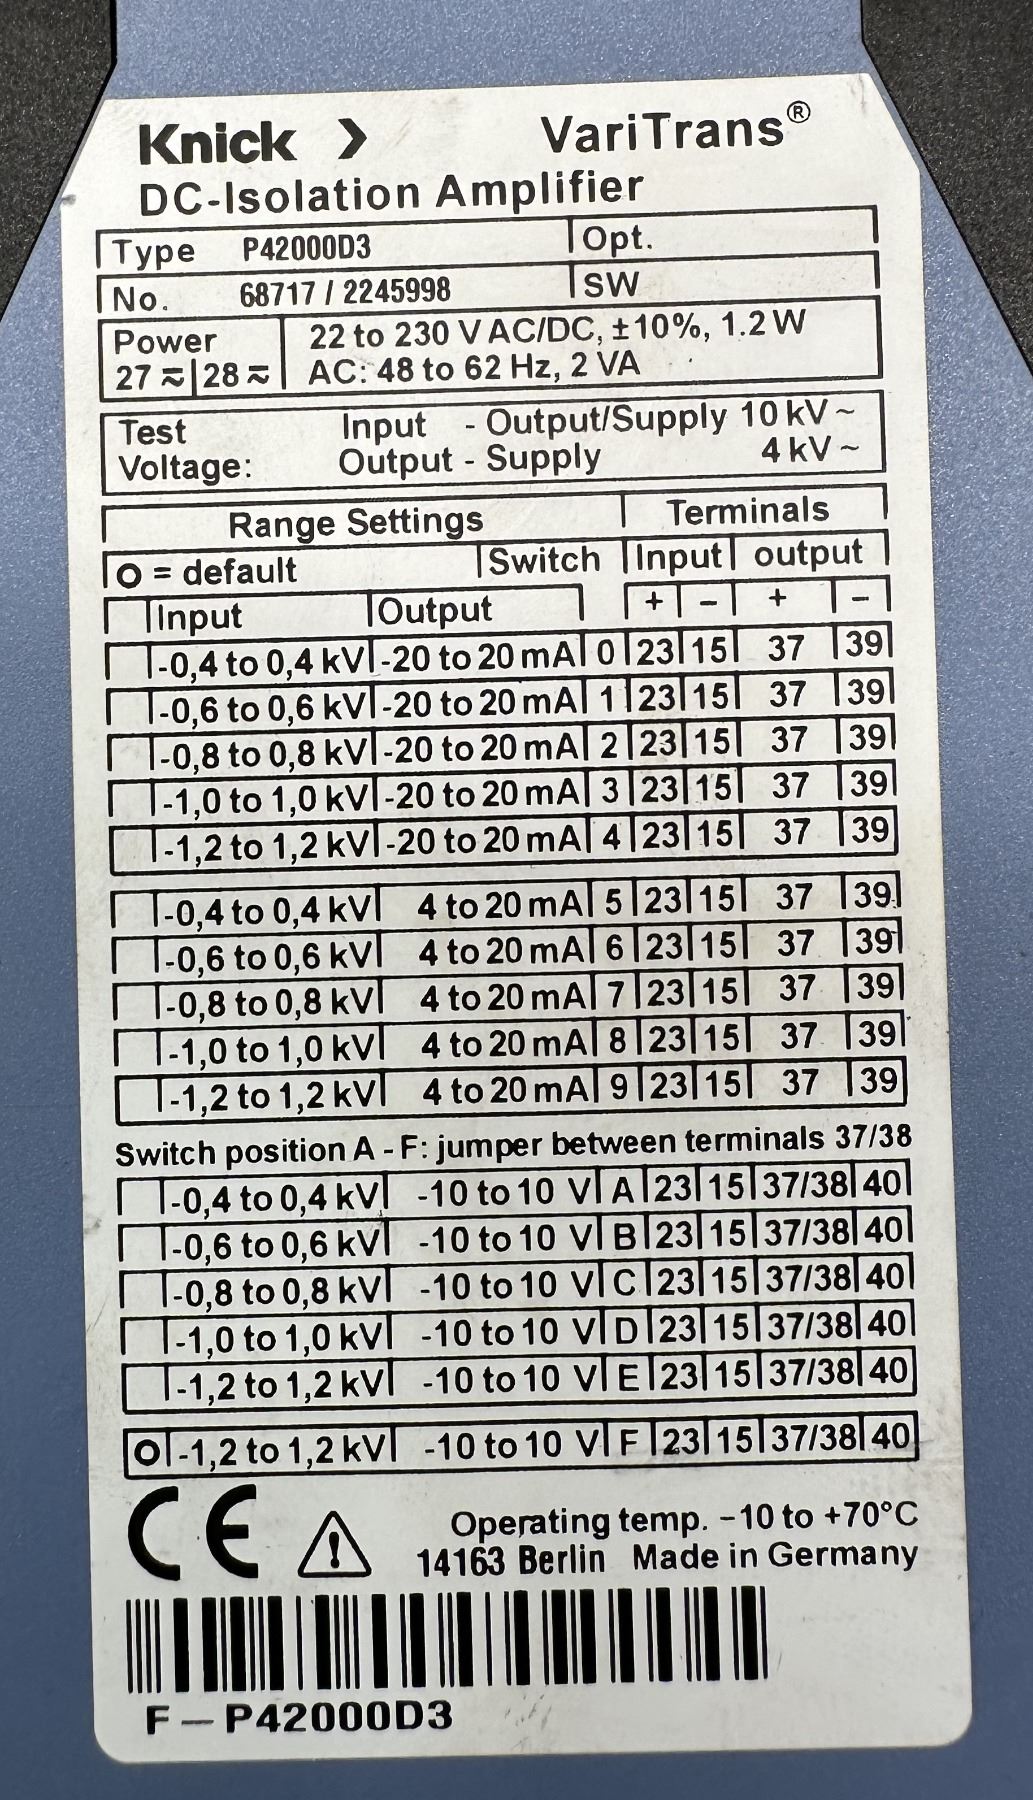 Knick VariTrans®
DC-Isolation Amplifier
Type P42000D3 Opt.
No. 68717 / 2245998 SW
Power 22 to 230 V AC/DC, ±10%, 1.2 W
27 ≂ 28 ≂ AC: 48 to 62 Hz, 2 VA
Test Input - Output/Supply 10 kV ~
Voltage: Output - Supply 4 kV ~
Range Settings Terminals
O = default Switch Input output
Input Output + − + −
-0,4 to 0,4 kV -20 to 20 mA 0 23 15 37 39
-0,6 to 0,6 kV -20 to 20 mA 1 23 15 37 39
-0,8 to 0,8 kV -20 to 20 mA 2 23 15 37 39
-1,0 to 1,0 kV -20 to 20 mA 3 23 15 37 39
-1,2 to 1,2 kV -20 to 20 mA 4 23 15 37 39
-0,4 to 0,4 kV 4 to 20 mA 5 23 15 37 39
-0,6 to 0,6 kV 4 to 20 mA 6 23 15 37 39
-0,8 to 0,8 kV 4 to 20 mA 7 23 15 37 39
-1,0 to 1,0 kV 4 to 20 mA 8 23 15 37 39
-1,2 to 1,2 kV 4 to 20 mA 9 23 15 37 39
Switch position A - F: jumper between terminals 37/38
-0,4 to 0,4 kV -10 to 10 V A 23 15 37/38 40
-0,6 to 0,6 kV -10 to 10 V B 23 15 37/38 40
-0,8 to 0,8 kV -10 to 10 V C 23 15 37/38 40
-1,0 to 1,0 kV -10 to 10 V D 23 15 37/38 40
-1,2 to 1,2 kV -10 to 10 V E 23 15 37/38 40
O -1,2 to 1,2 kV -10 to 10 V F 23 15 37/38 40
CE Operating temp. −10 to +70°C
14163 Berlin Made in Germany
F – P42000D3